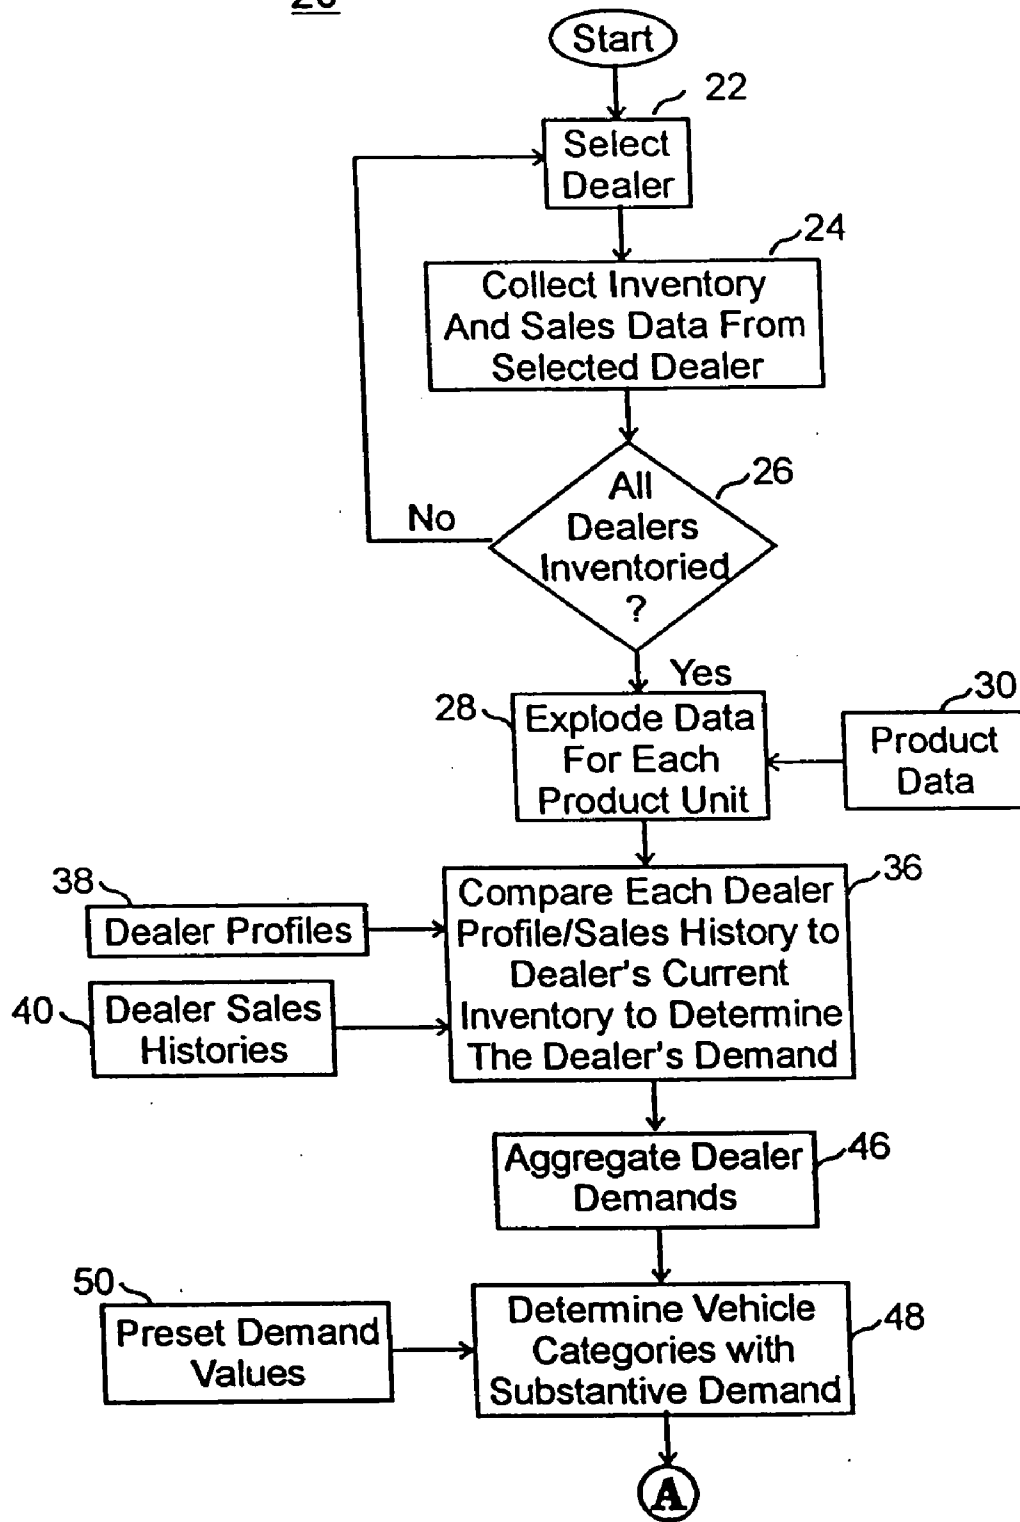 Start
22
Select
Dealer
24
Collect Inventory
And Sales Data From
Selected Dealer
26
All
Dealers
Inventoried
?
No
Yes
28
Explode Data
For Each
Product Unit
30
Product
Data
38
Dealer Profiles
36
Compare Each Dealer
Profile/Sales History to
Dealer's Current
Inventory to Determine
The Dealer's Demand
40
Dealer Sales
Histories
46
Aggregate Dealer
Demands
50
Preset Demand
Values
48
Determine Vehicle
Categories with
Substantive Demand
A